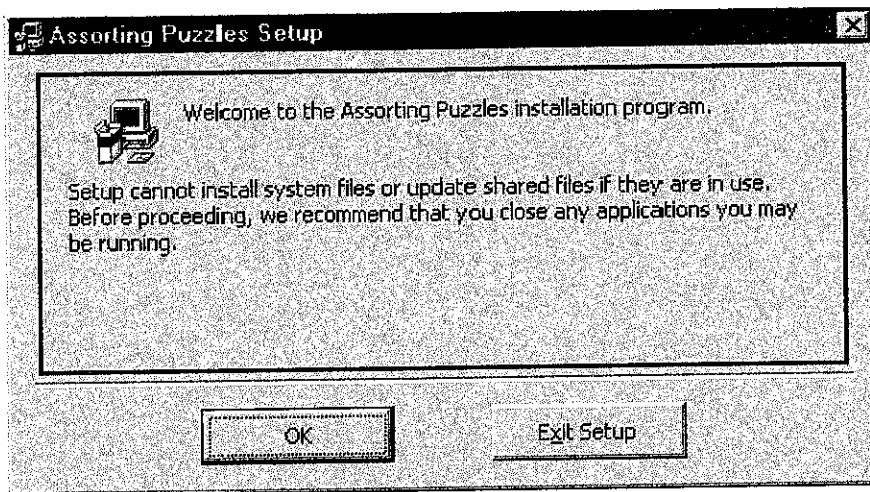 Assorting Puzzles Setup
Welcome to the Assorting Puzzles installation program.
Setup cannot install system files or update shared files if they are in use.
Before proceeding, we recommend that you close any applications you may
be running.
OK
Exit Setup